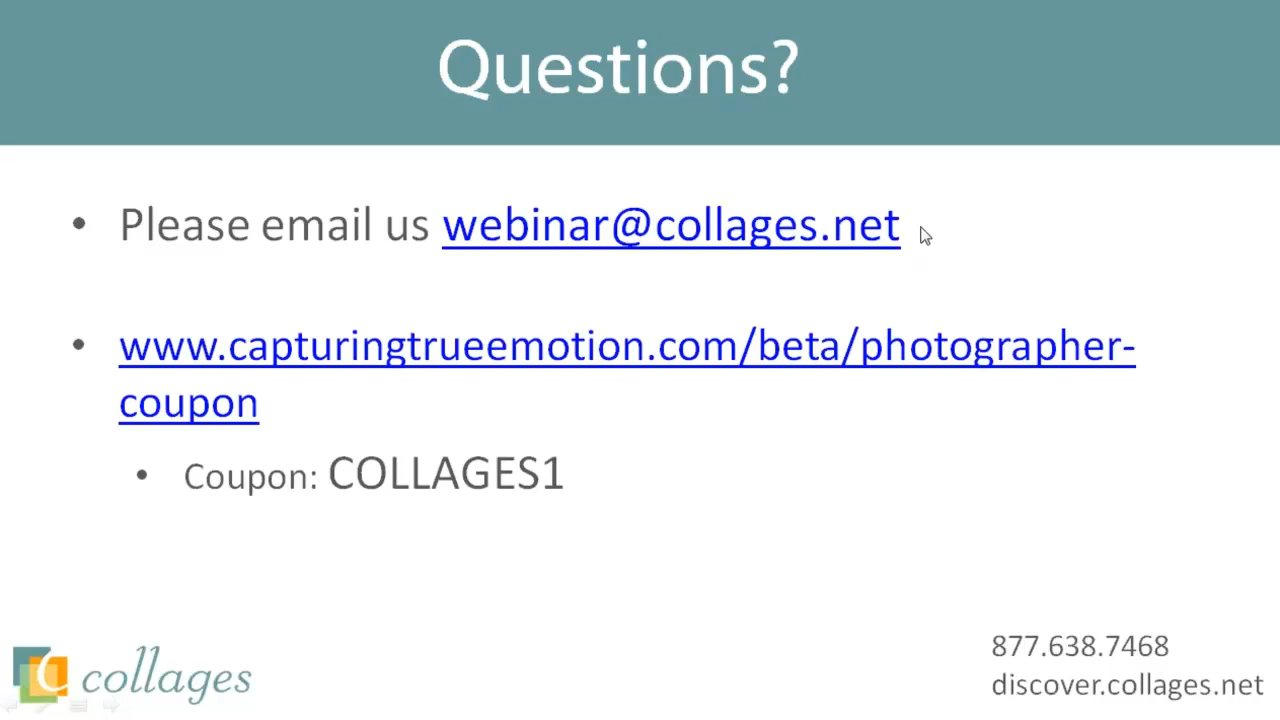 Questions?
• Please email us webinar@collages.net
• www.capturingtrueemotion.com/beta/photographer-
coupon
• Coupon: COLLAGES1
collages
877.638.7468
discover.collages.net